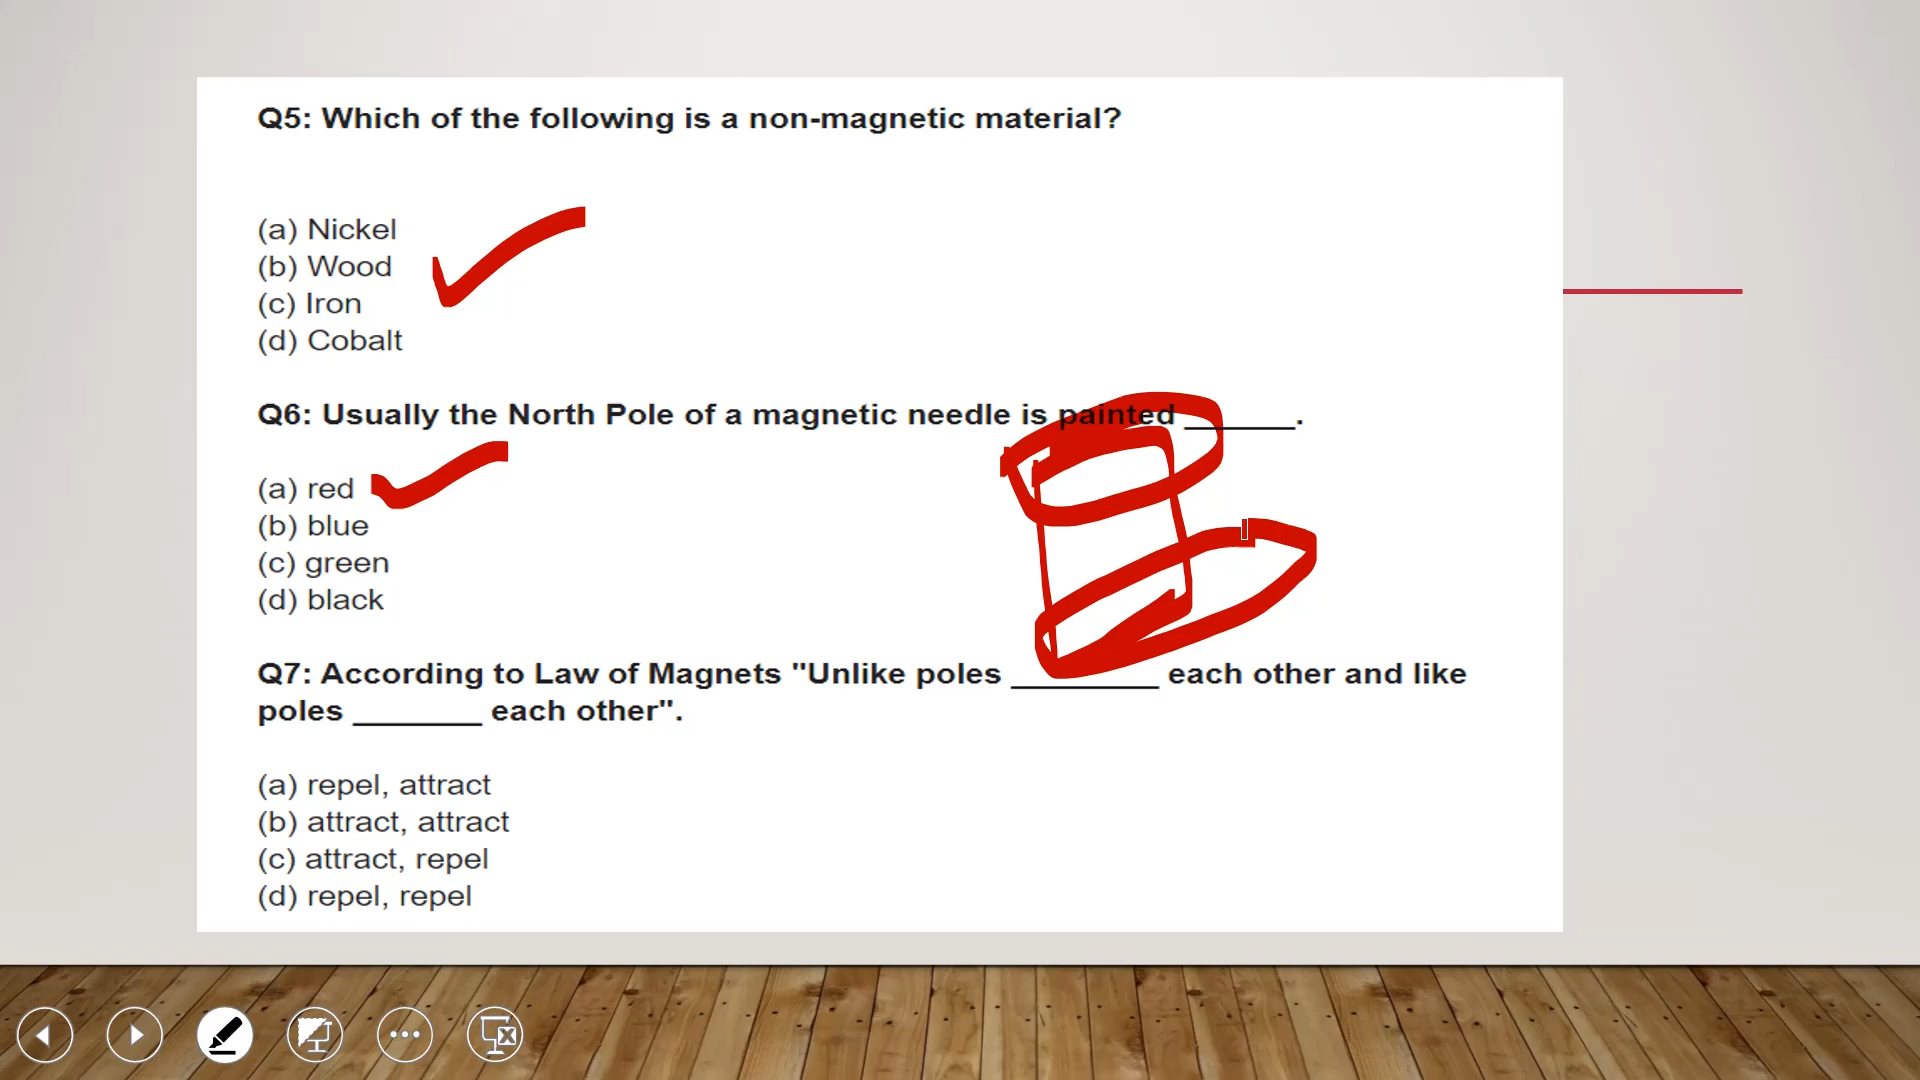 Q5: Which of the following is a non-magnetic material?
(a) Nickel
(b) Wood
(c) Iron
(d) Cobalt
Q6: Usually the North Pole of a magnetic needle is painted _______.
(a) red
(b) blue
(c) green
(d) black
Q7: According to Law of Magnets "Unlike poles ________ each other and like
poles _______ each other".
(a) repel, attract
(b) attract, attract
(c) attract, repel
(d) repel, repel